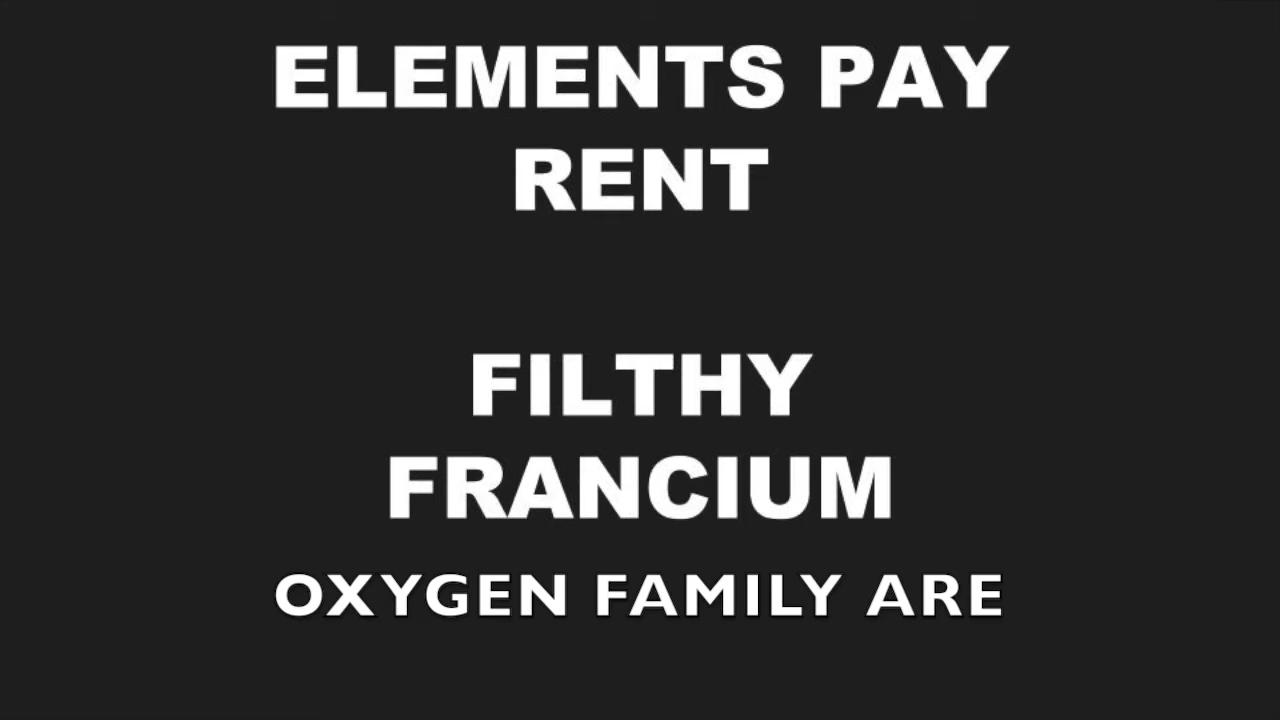 ELEMENTS PAY
RENT
FILTHY
FRANCIUM
OXYGEN FAMILY ARE